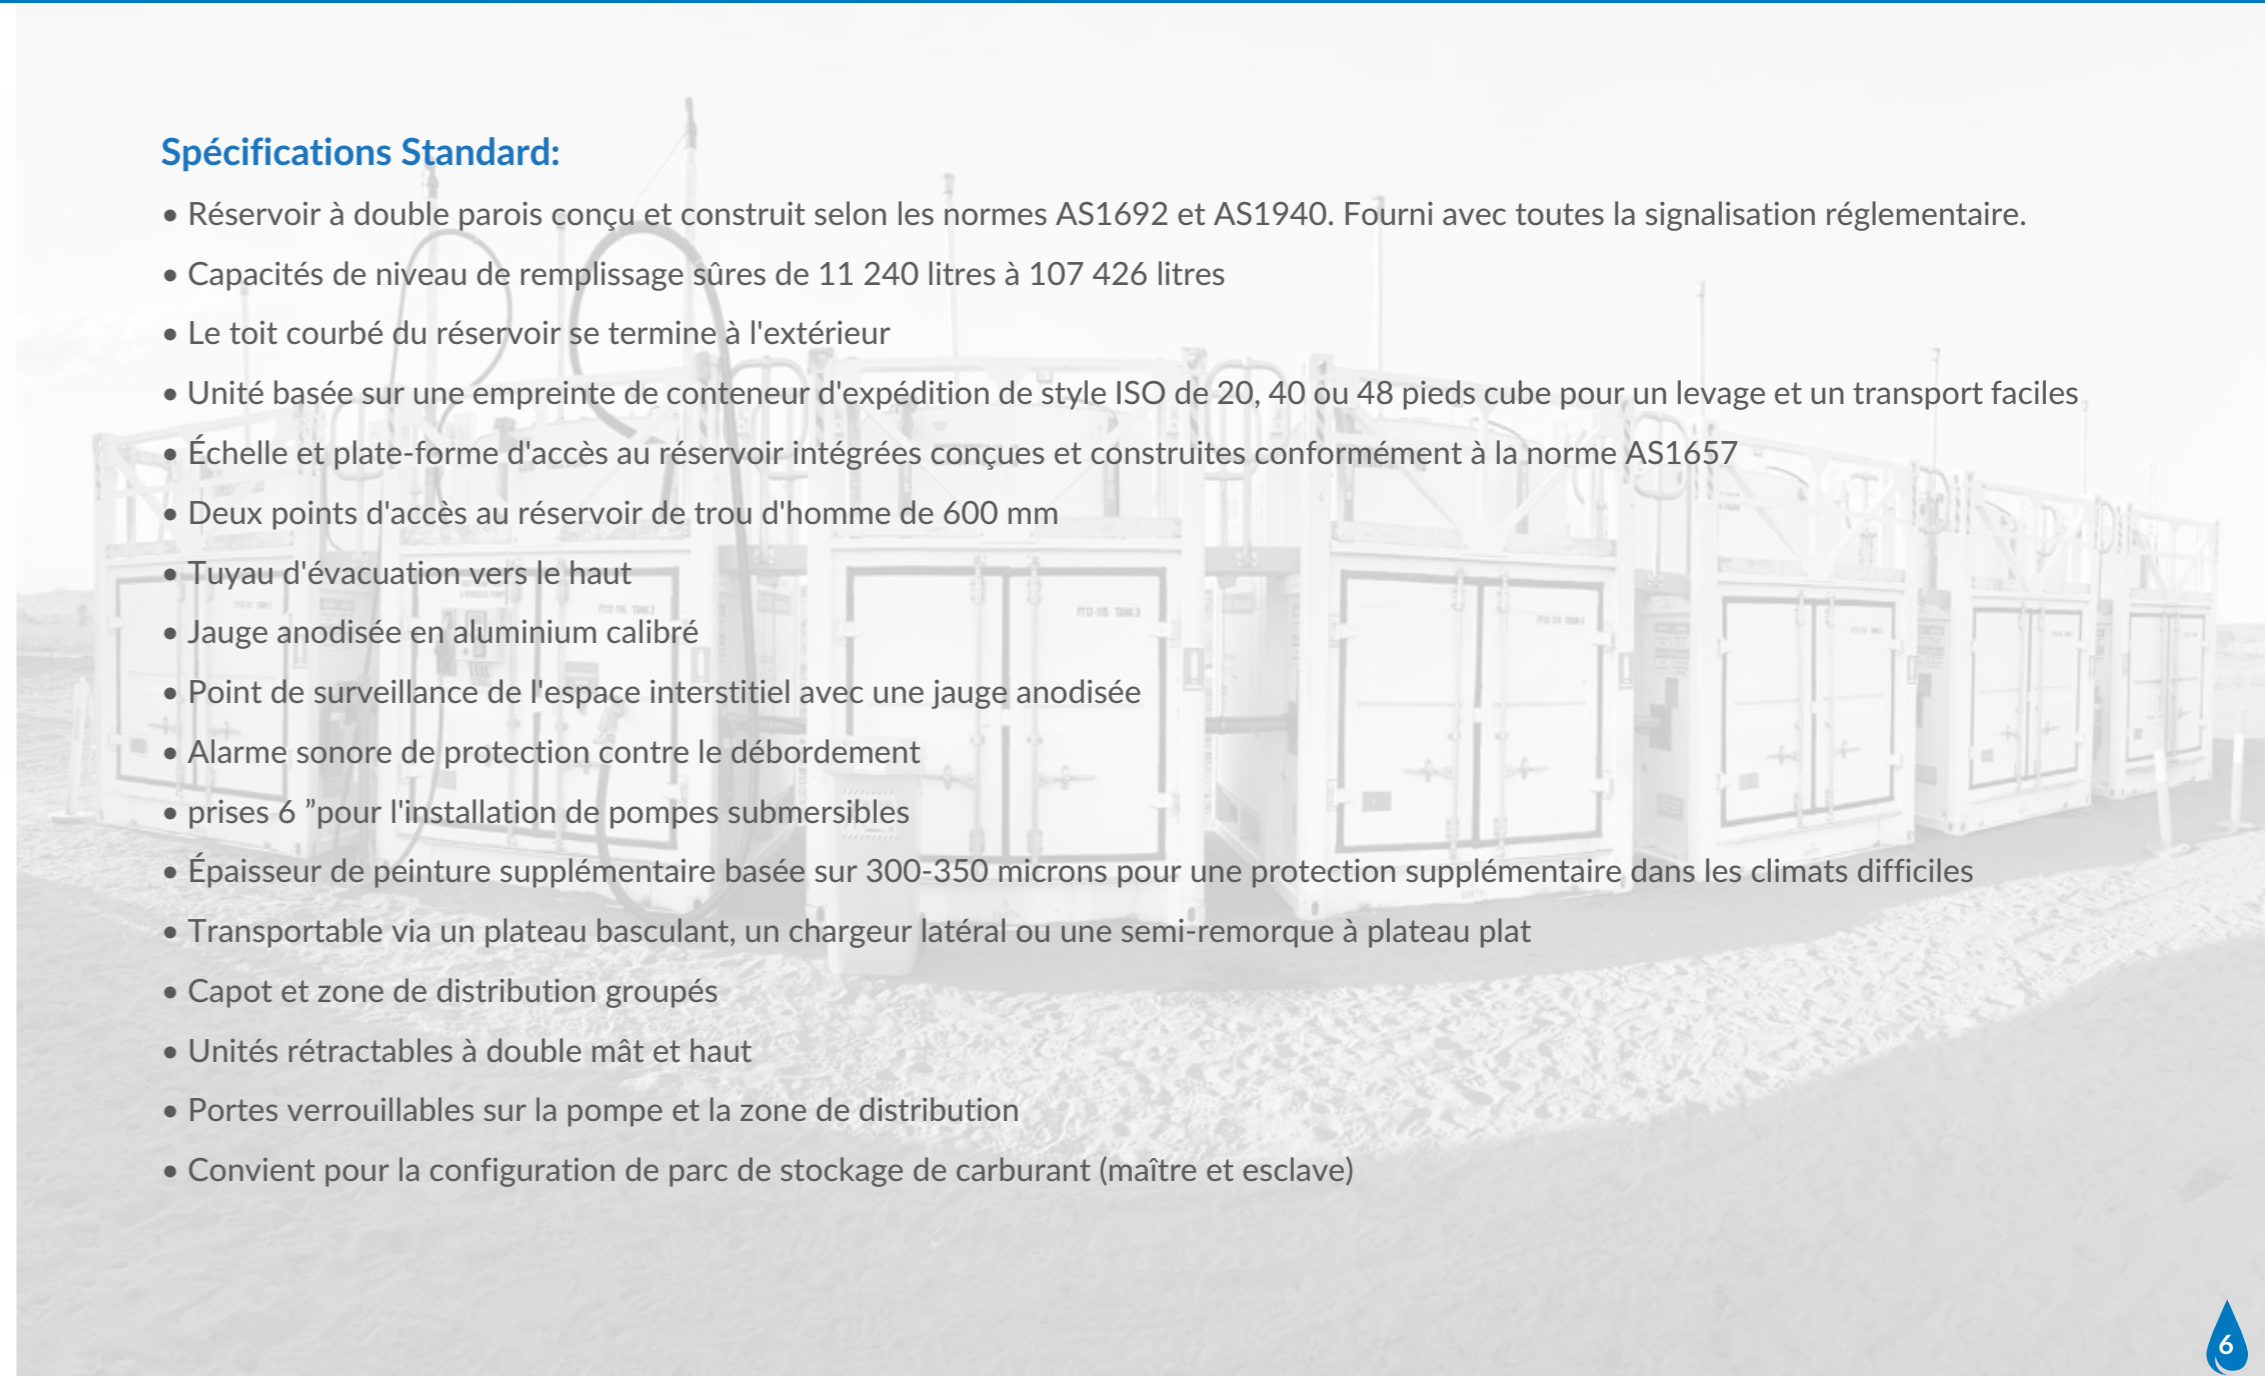 Spécifications Standard:
• Réservoir à double parois conçu et construit selon les normes AS1692 et AS1940. Fourni avec toutes la signalisation réglementaire.
• Capacités de niveau de remplissage sûres de 11 240 litres à 107 426 litres
• Le toit courbé du réservoir se termine à l'extérieur
• Unité basée sur une empreinte de conteneur d'expédition de style ISO de 20, 40 ou 48 pieds cube pour un levage et un transport faciles
• Échelle et plate-forme d'accès au réservoir intégrées conçues et construites conformément à la norme AS1657
• Deux points d'accès au réservoir de trou d'homme de 600 mm
• Tuyau d'évacuation vers le haut
• Jauge anodisée en aluminium calibré
• Point de surveillance de l'espace interstitiel avec une jauge anodisée
• Alarme sonore de protection contre le débordement
• prises 6 ”pour l'installation de pompes submersibles
• Épaisseur de peinture supplémentaire basée sur 300-350 microns pour une protection supplémentaire dans les climats difficiles
• Transportable via un plateau basculant, un chargeur latéral ou une semi-remorque à plateau plat
• Capot et zone de distribution groupés
• Unités rétractables à double mât et haut
• Portes verrouillables sur la pompe et la zone de distribution
• Convient pour la configuration de parc de stockage de carburant (maître et esclave)
6